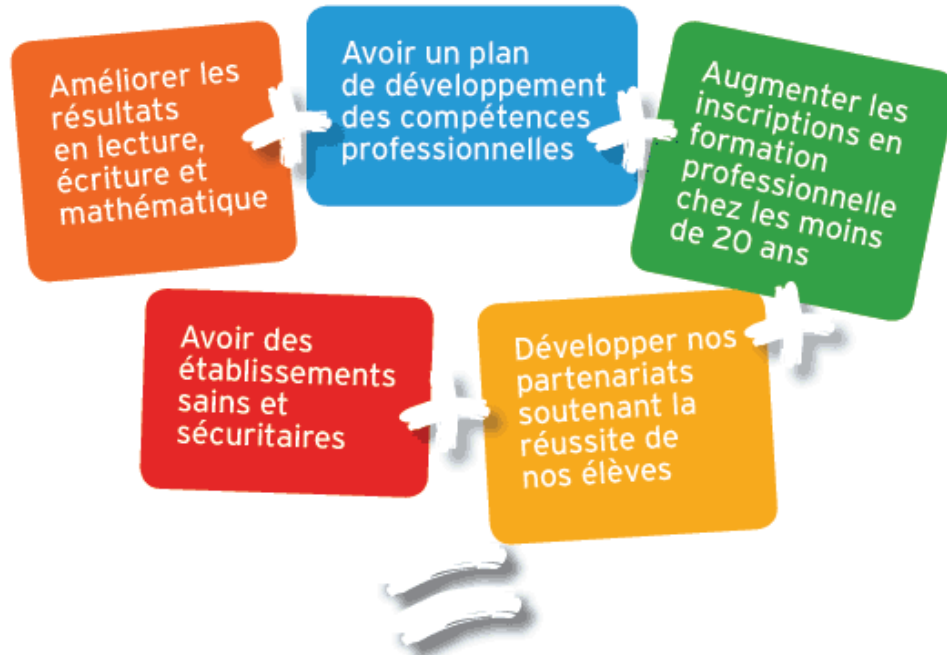 Améliorer les
résultats
en lecture,
écriture et
mathématique
+
Avoir un plan
de développement
des compétences
professionnelles
+
Augmenter les
inscriptions en
formation
professionnelle
chez les moins
de 20 ans
+
Développer nos
partenariats
soutenant la
réussite de
nos élèves
+
Avoir des
établissements
sains et
sécuritaires
=